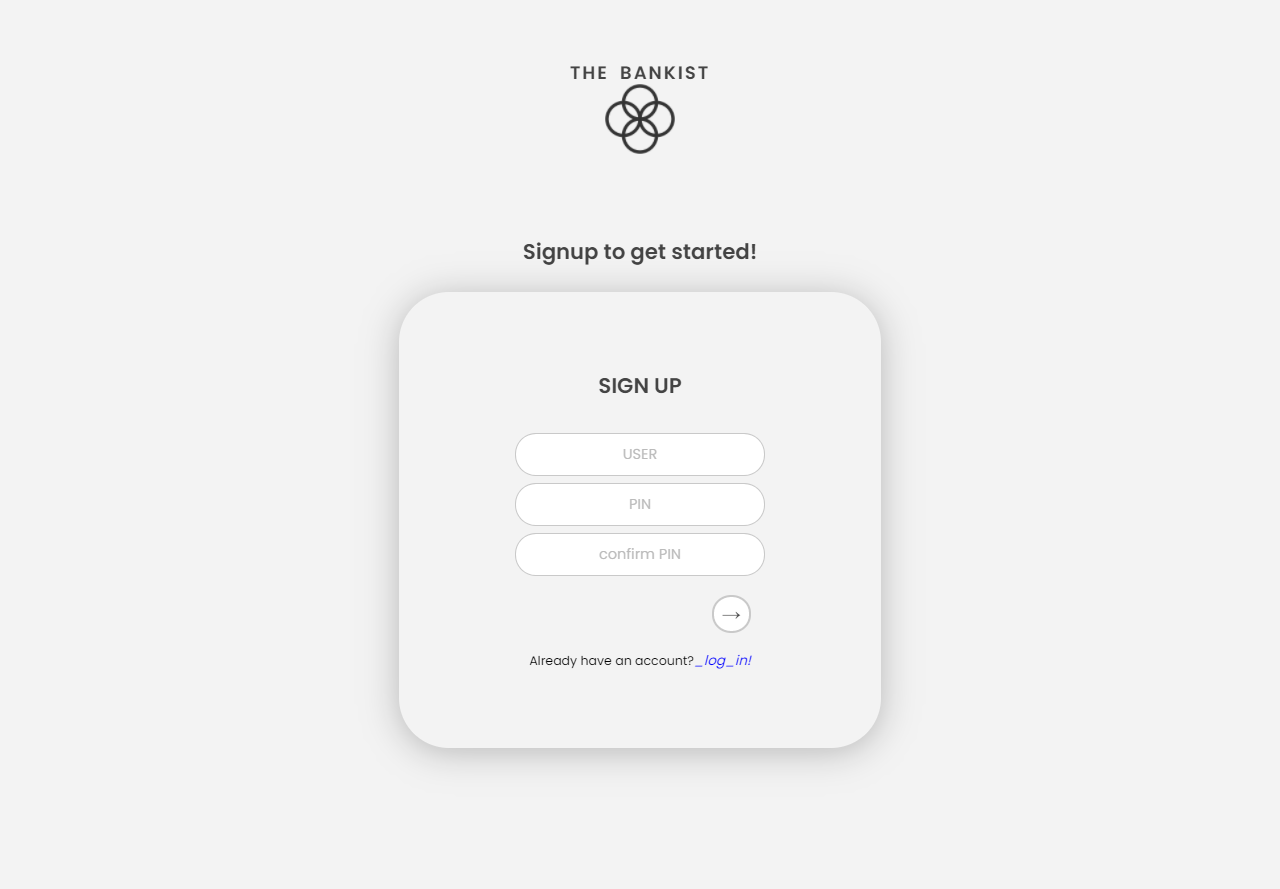 THE BANKIST
Signup to get started!
SIGN UP
USER
PIN
confirm PIN
→
Already have an account?_log_in!